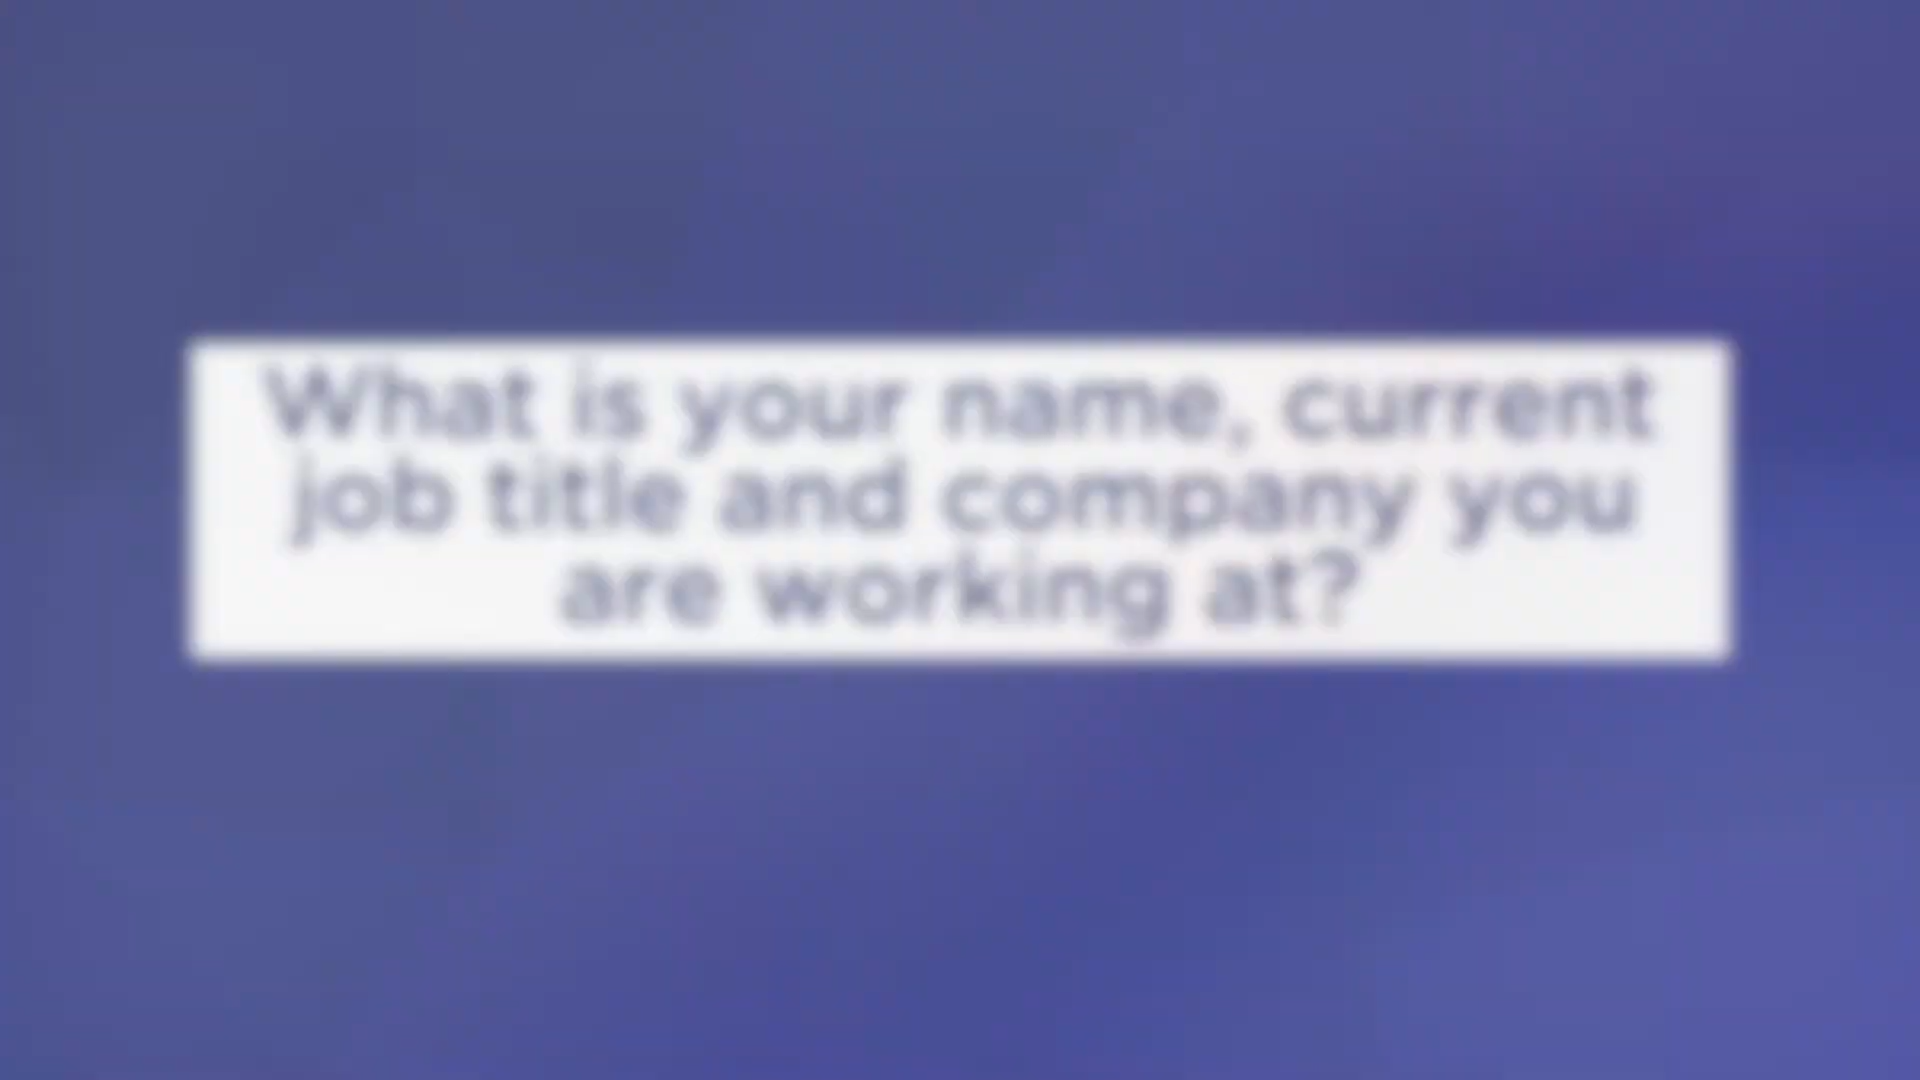 What is your name, current
job title and company you
are working at?